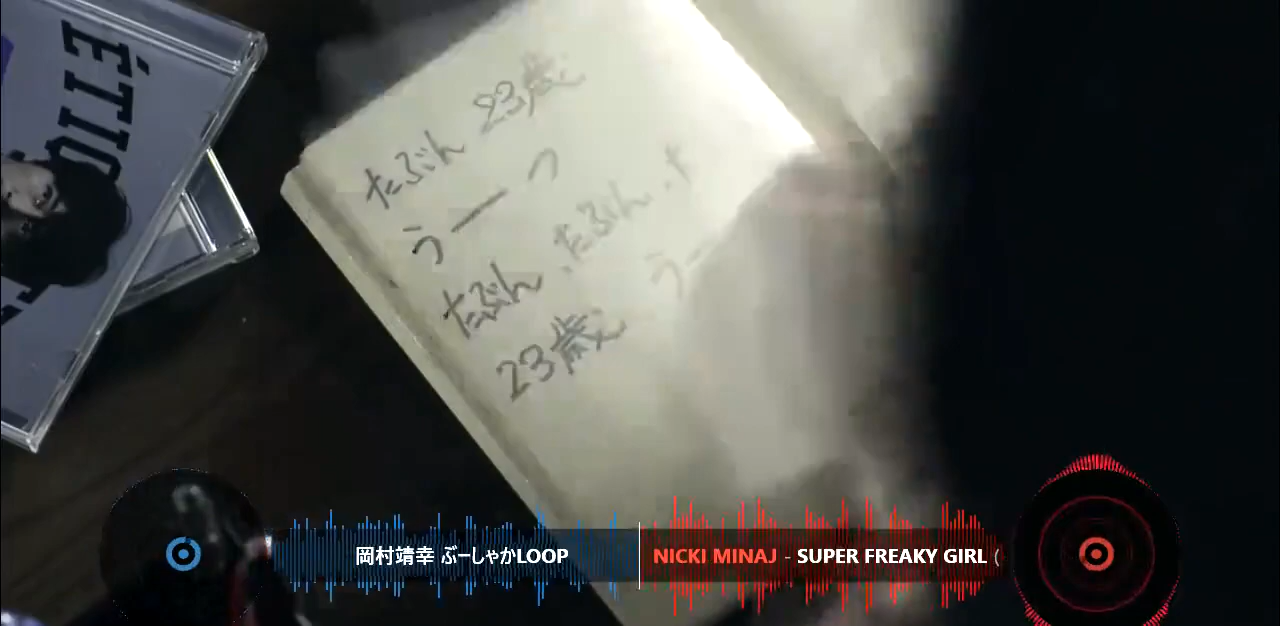 ÉTIQ
たぶん 23歳
うーっ
たぶん、たぶん、た
23歳 うー
岡村靖幸 ぶーしゃかLOOP
NICKI MINAJ - SUPER FREAKY GIRL (